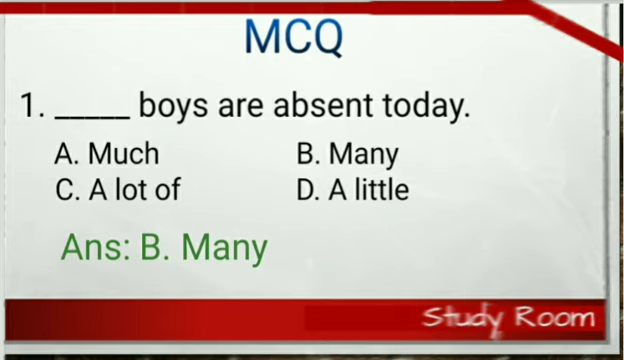 MCQ
1. _____ boys are absent today.
A. Much B. Many
C. A lot of D. A little
Ans: B. Many
Study Room